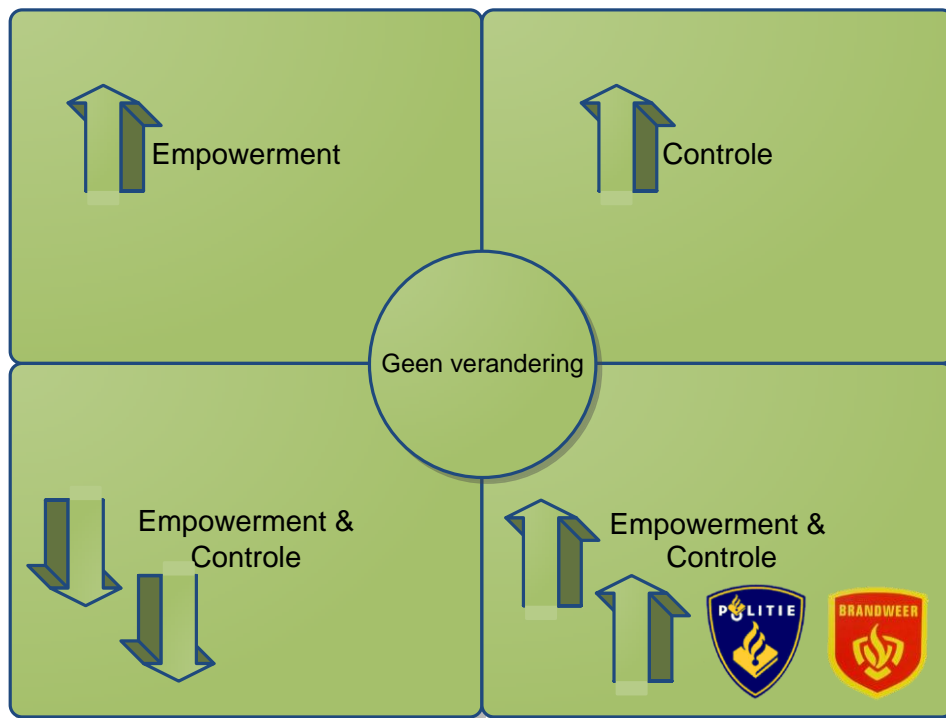 Empowerment
Controle
Geen verandering
Empowerment &
Controle
Empowerment &
Controle
POLITIE
BRANDWEER